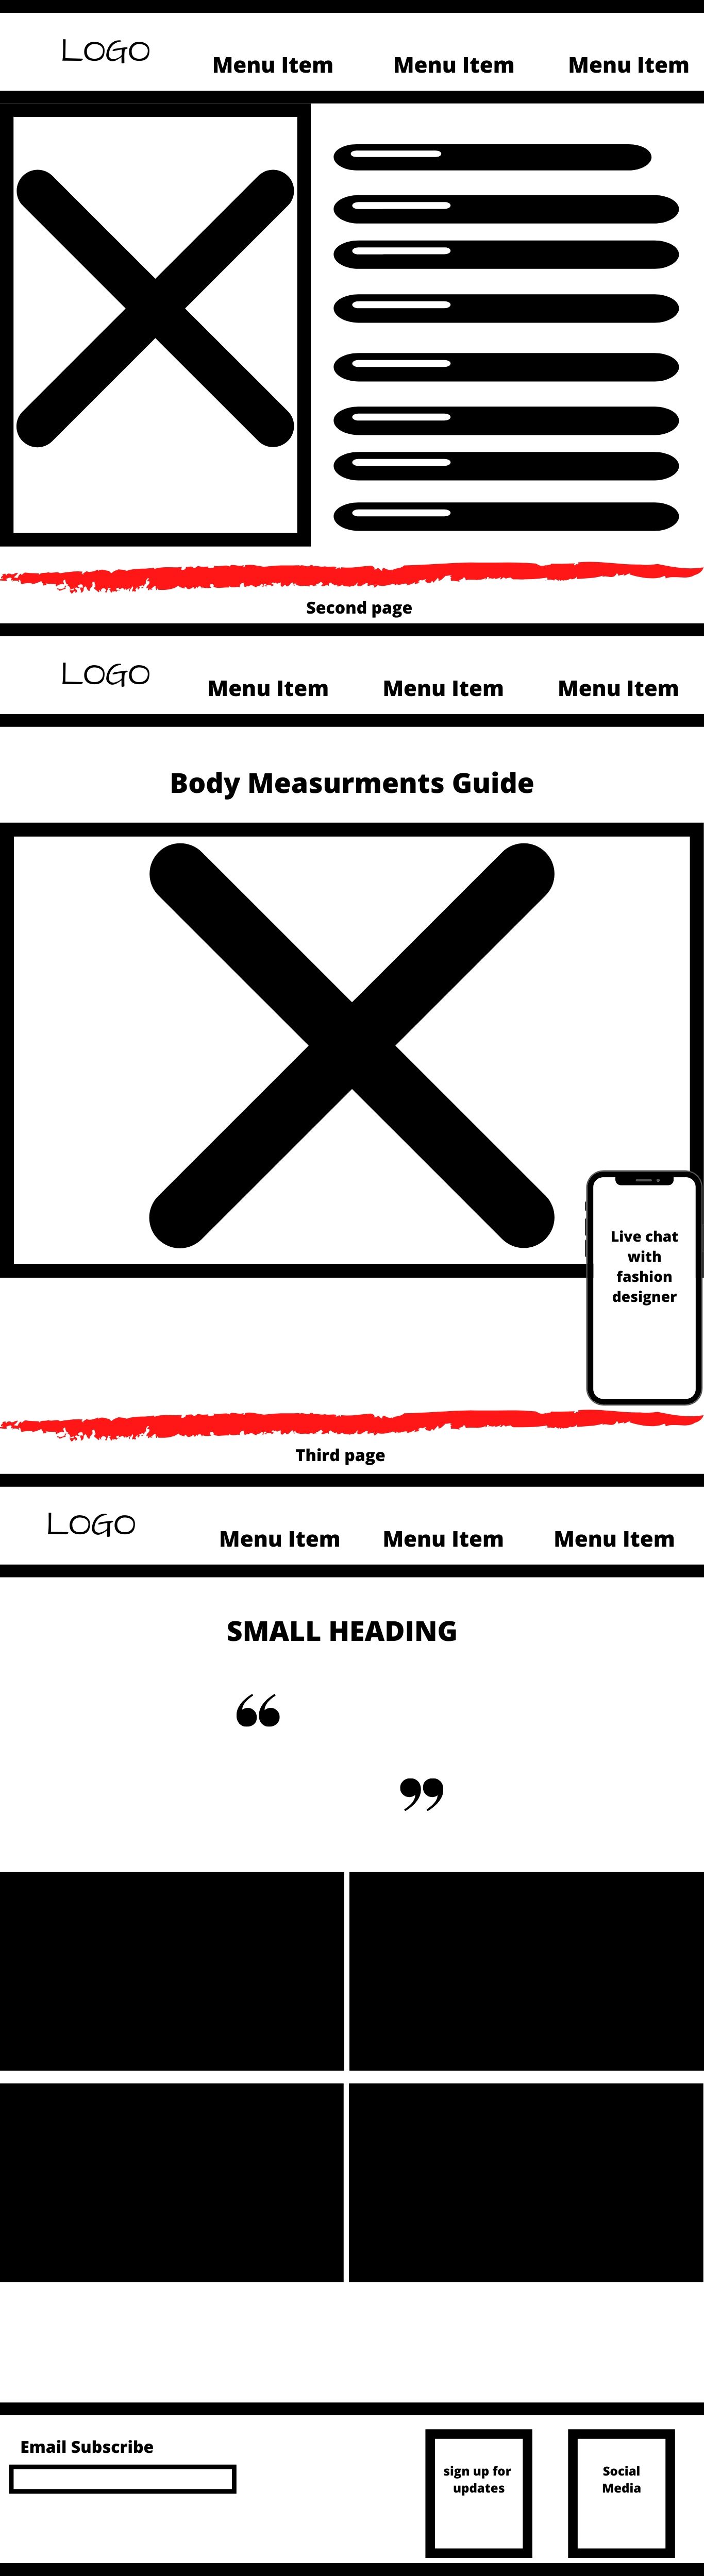 LOGO Menu Item Menu Item Menu Item
Second page
LOGO Menu Item Menu Item Menu Item
Body Measurments Guide
Live chat
with
fashion
designer
Third page
LOGO Menu Item Menu Item Menu Item
SMALL HEADING
“
”
Email Subscribe
sign up for
updates
Social
Media